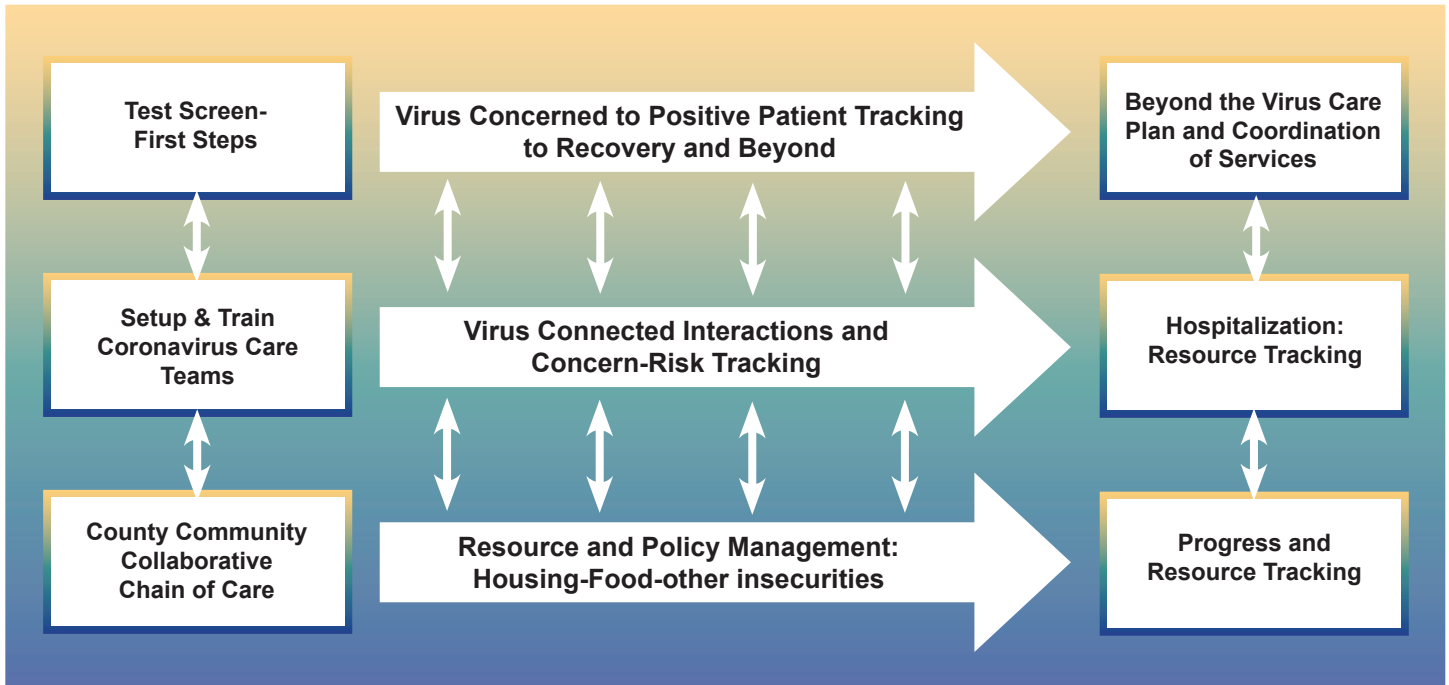 Test Screen-
First Steps
Virus Concerned to Positive Patient Tracking
to Recovery and Beyond
Beyond the Virus Care
Plan and Coordination
of Services
Setup & Train
Coronavirus Care
Teams
Virus Connected Interactions and
Concern-Risk Tracking
Hospitalization:
Resource Tracking
County Community
Collaborative
Chain of Care
Resource and Policy Management:
Housing-Food-other insecurities
Progress and
Resource Tracking